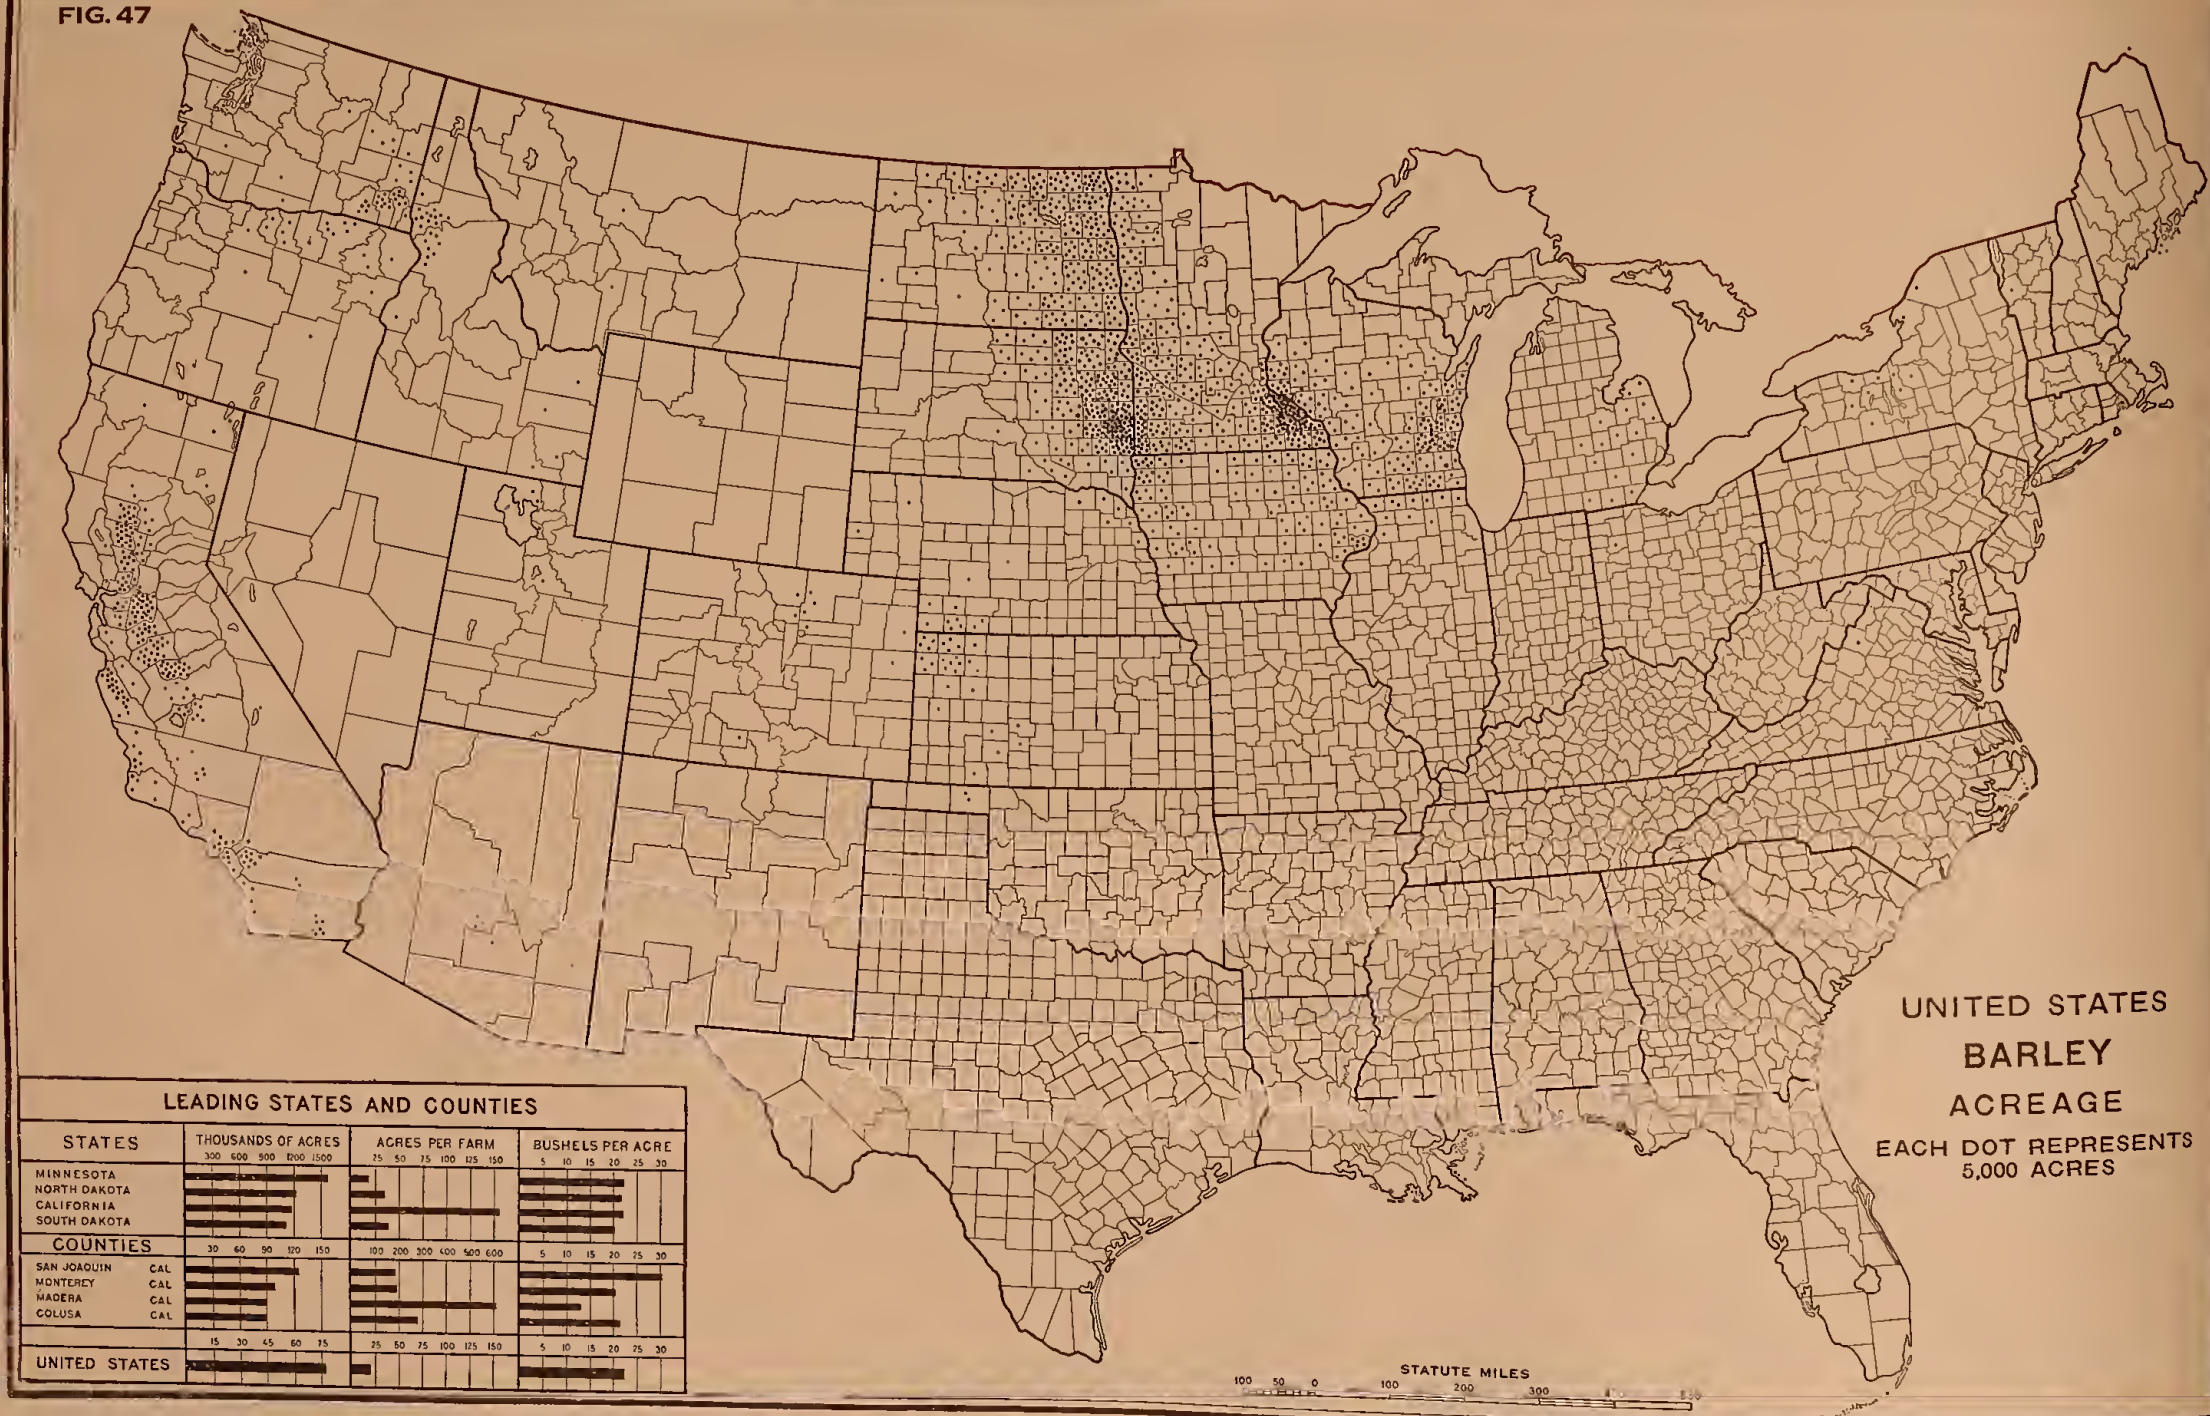 FIG. 47
UNITED STATES
BARLEY
ACREAGE
EACH DOT REPRESENTS
5,000 ACRES
LEADING STATES AND COUNTIES
STATES THOUSANDS OF ACRES ACRES PER FARM BUSHELS PER ACRE
300 600 900 1200 1500 25 50 75 100 125 150 5 10 15 20 25 30
MINNESOTA
NORTH DAKOTA
CALIFORNIA
SOUTH DAKOTA
COUNTIES 30 60 90 120 150 100 200 300 400 500 600 5 10 15 20 25 30
SAN JOAQUIN CAL
MONTEREY CAL
MADERA CAL
COLUSA CAL
15 30 45 60 75 25 50 75 100 125 150 5 10 15 20 25 30
UNITED STATES
STATUTE MILES
100 50 0 100 200 300